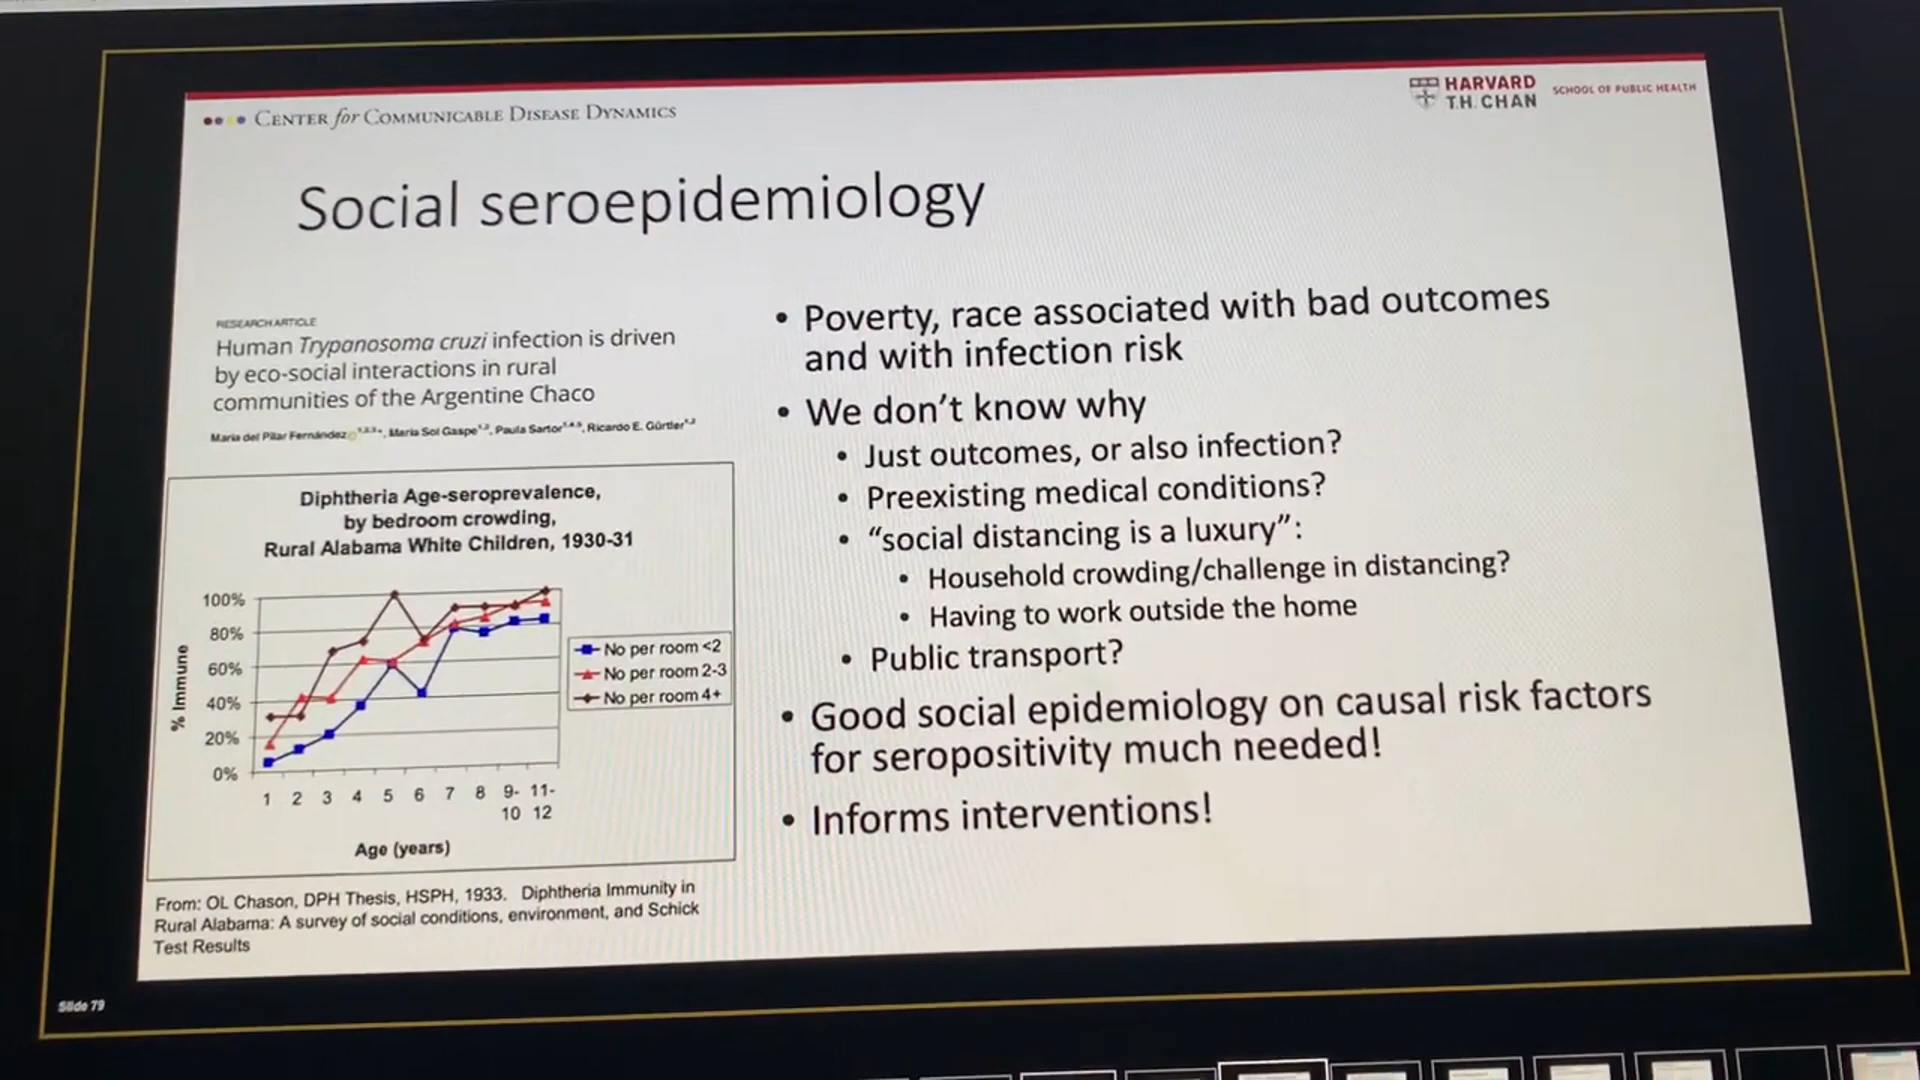 CENTER for COMMUNICABLE DISEASE DYNAMICS
HARVARD
T.H. CHAN
SCHOOL OF PUBLIC HEALTH
Social seroepidemiology
RESEARCH ARTICLE
Human Trypanosoma cruzi infection is driven
by eco-social interactions in rural
communities of the Argentine Chaco
María del Pilar Fernández, María Sol Gaspe, Paula Sartor, Ricardo E. Gürtler
Diphtheria Age-seroprevalence,
by bedroom crowding,
Rural Alabama White Children, 1930-31
% Immune
100%
80%
60%
40%
20%
0%
1 2 3 4 5 6 7 8 9- 11-
10 12
Age (years)
No per room <2
No per room 2-3
No per room 4+
From: OL Chason, DPH Thesis, HSPH, 1933. Diphtheria Immunity in
Rural Alabama: A survey of social conditions, environment, and Schick
Test Results
• Poverty, race associated with bad outcomes
and with infection risk
• We don't know why
• Just outcomes, or also infection?
• Preexisting medical conditions?
• “social distancing is a luxury”:
• Household crowding/challenge in distancing?
• Having to work outside the home
• Public transport?
• Good social epidemiology on causal risk factors
for seropositivity much needed!
• Informs interventions!
Slide 79